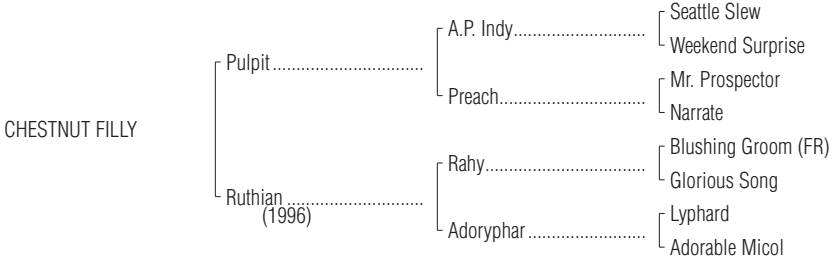 Seattle Slew
A.P. Indy..............................
Weekend Surprise
Pulpit..................................
Mr. Prospector
Preach.................................
Narrate
CHESTNUT FILLY
Blushing Groom (FR)
Rahy....................................
Glorious Song
Ruthian ..............................
(1996)
Lyphard
Adoryphar..........................
Adorable Micol